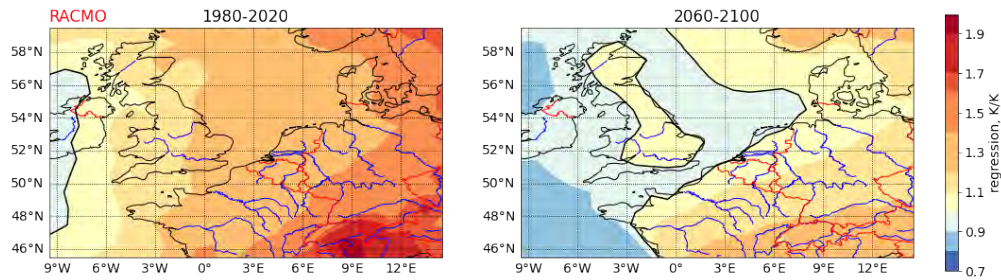 RACMO 1980-2020 2060-2100
58°N 58°N 1.9
56°N 56°N 1.7
54°N 54°N 1.5
52°N 52°N 1.3
50°N 50°N 1.1
48°N 48°N 0.9
46°N 46°N 0.7
9°W 6°W 3°W 0° 3°E 6°E 9°E 12°E 9°W 6°W 3°W 0° 3°E 6°E 9°E 12°E
regression, K/K